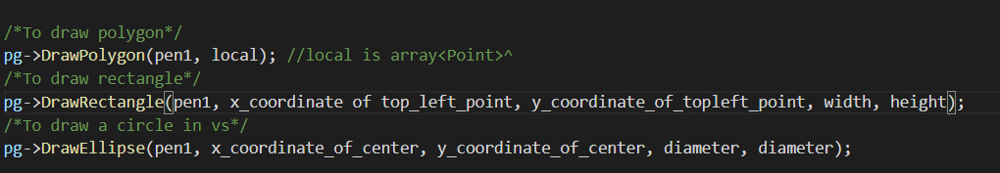 /*To draw polygon*/
pg->DrawPolygon(pen1, local); //local is array<Point>^
/*To draw rectangle*/
pg->DrawRectangle(pen1, x_coordinate of top_left_point, y_coordinate_of_topleft_point, width, height);
/*To draw a circle in vs*/
pg->DrawEllipse(pen1, x_coordinate_of_center, y_coordinate_of_center, diameter, diameter);